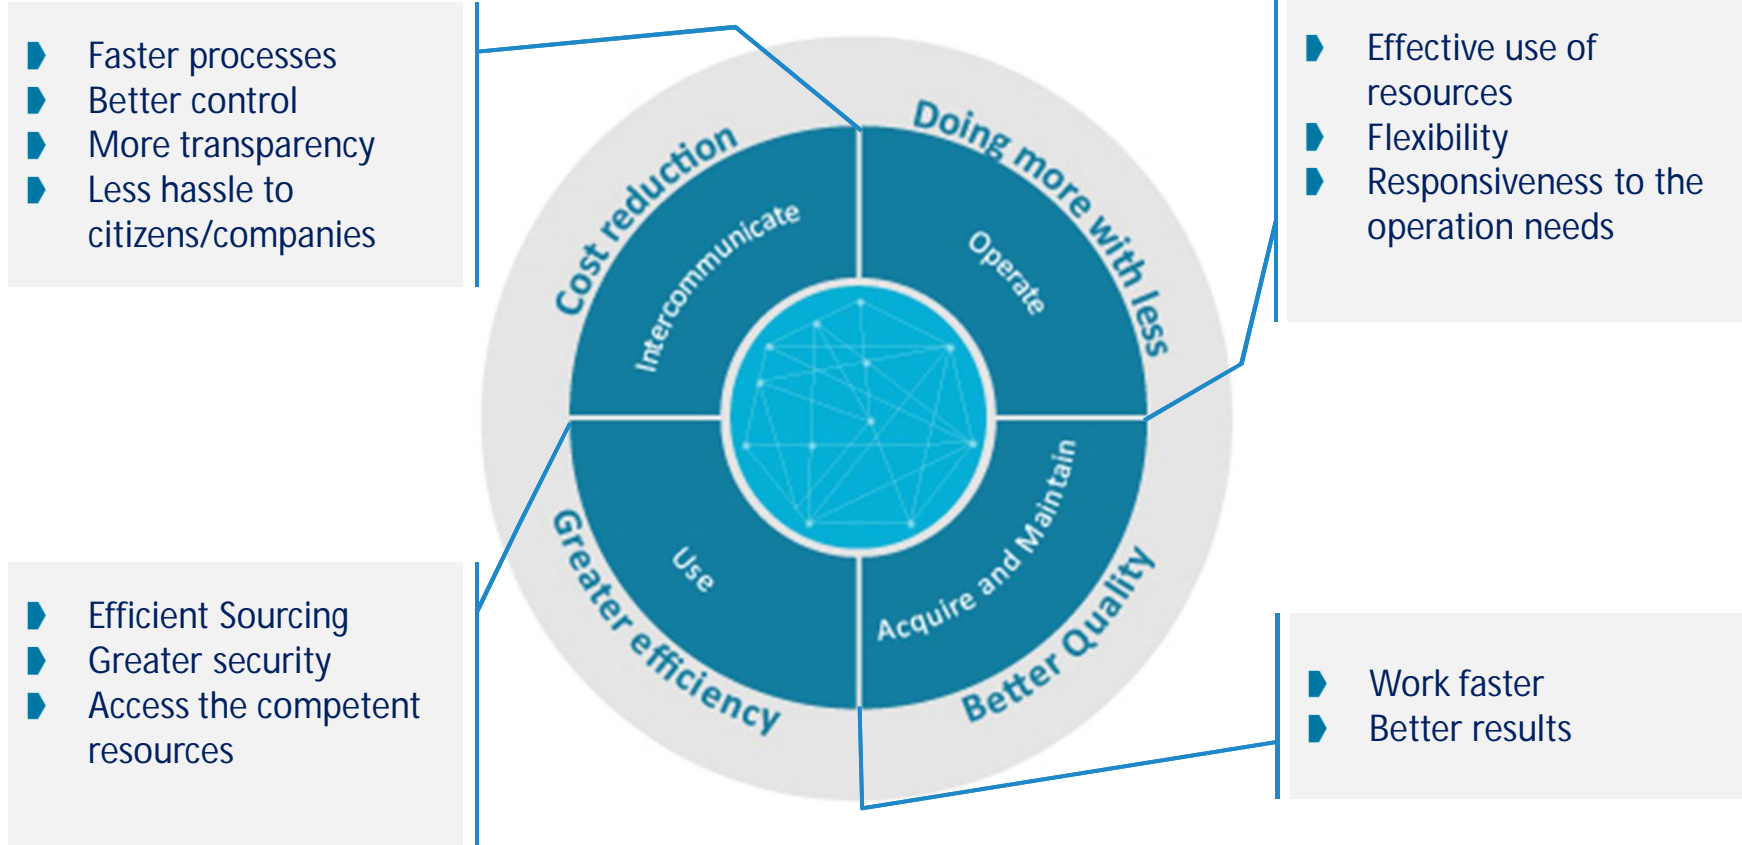 Faster processes
Better control
More transparency
Less hassle to
citizens/companies
Effective use of
resources
Flexibility
Responsiveness to the
operation needs
Cost reduction
Doing more with less
Intercommunicate
Operate
Use
Acquire and Maintain
Greater efficiency
Better Quality
Efficient Sourcing
Greater security
Access the competent
resources
Work faster
Better results